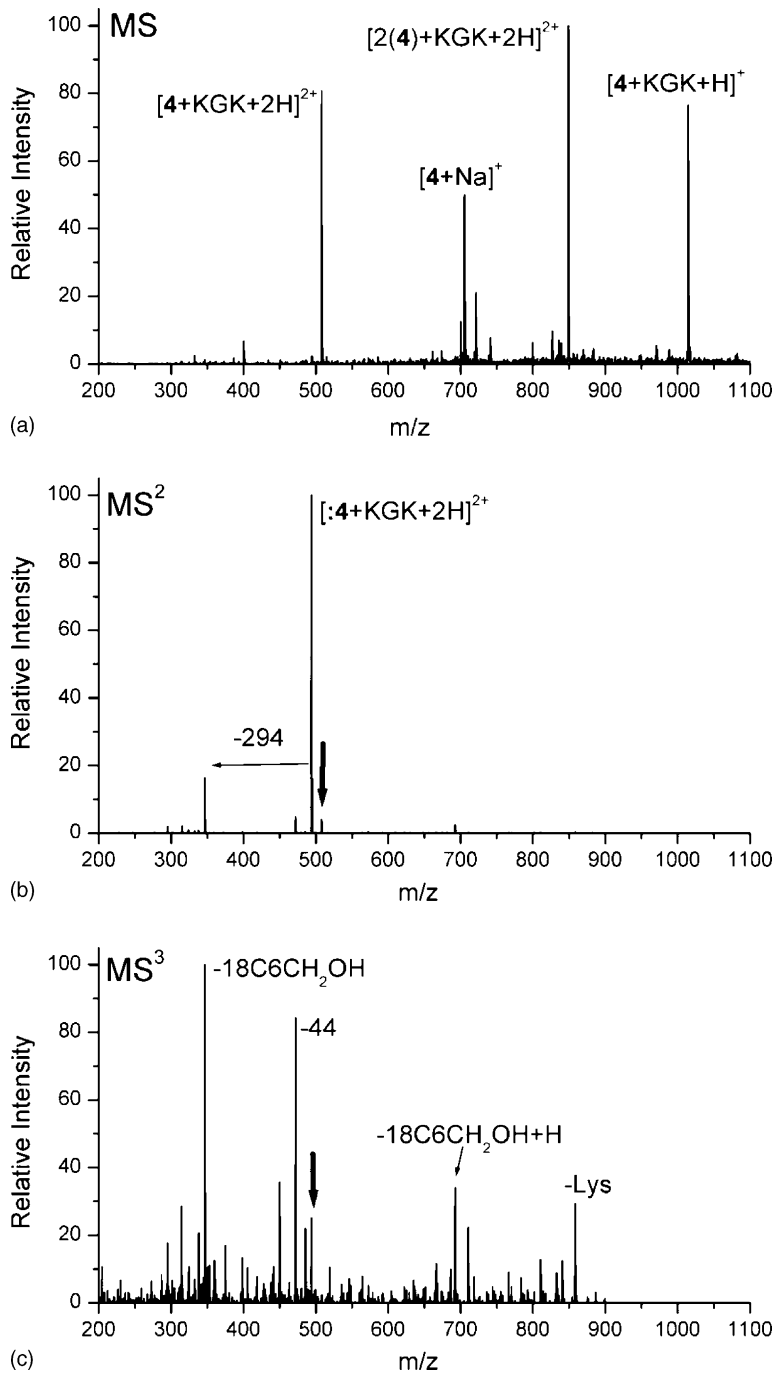 MS
[2(4)+KGK+2H]²⁺
[4+KGK+2H]²⁺
[4+KGK+H]⁺
[4+Na]⁺
Relative Intensity
100
80
60
40
20
0
200 300 400 500 600 700 800 900 1000 1100
(a)
m/z
MS²
[:4+KGK+2H]²⁺
-294
Relative Intensity
100
80
60
40
20
0
200 300 400 500 600 700 800 900 1000 1100
(b)
m/z
MS³
-18C6CH₂OH
-44
-18C6CH₂OH+H
-Lys
Relative Intensity
100
80
60
40
20
0
200 300 400 500 600 700 800 900 1000 1100
(c)
m/z